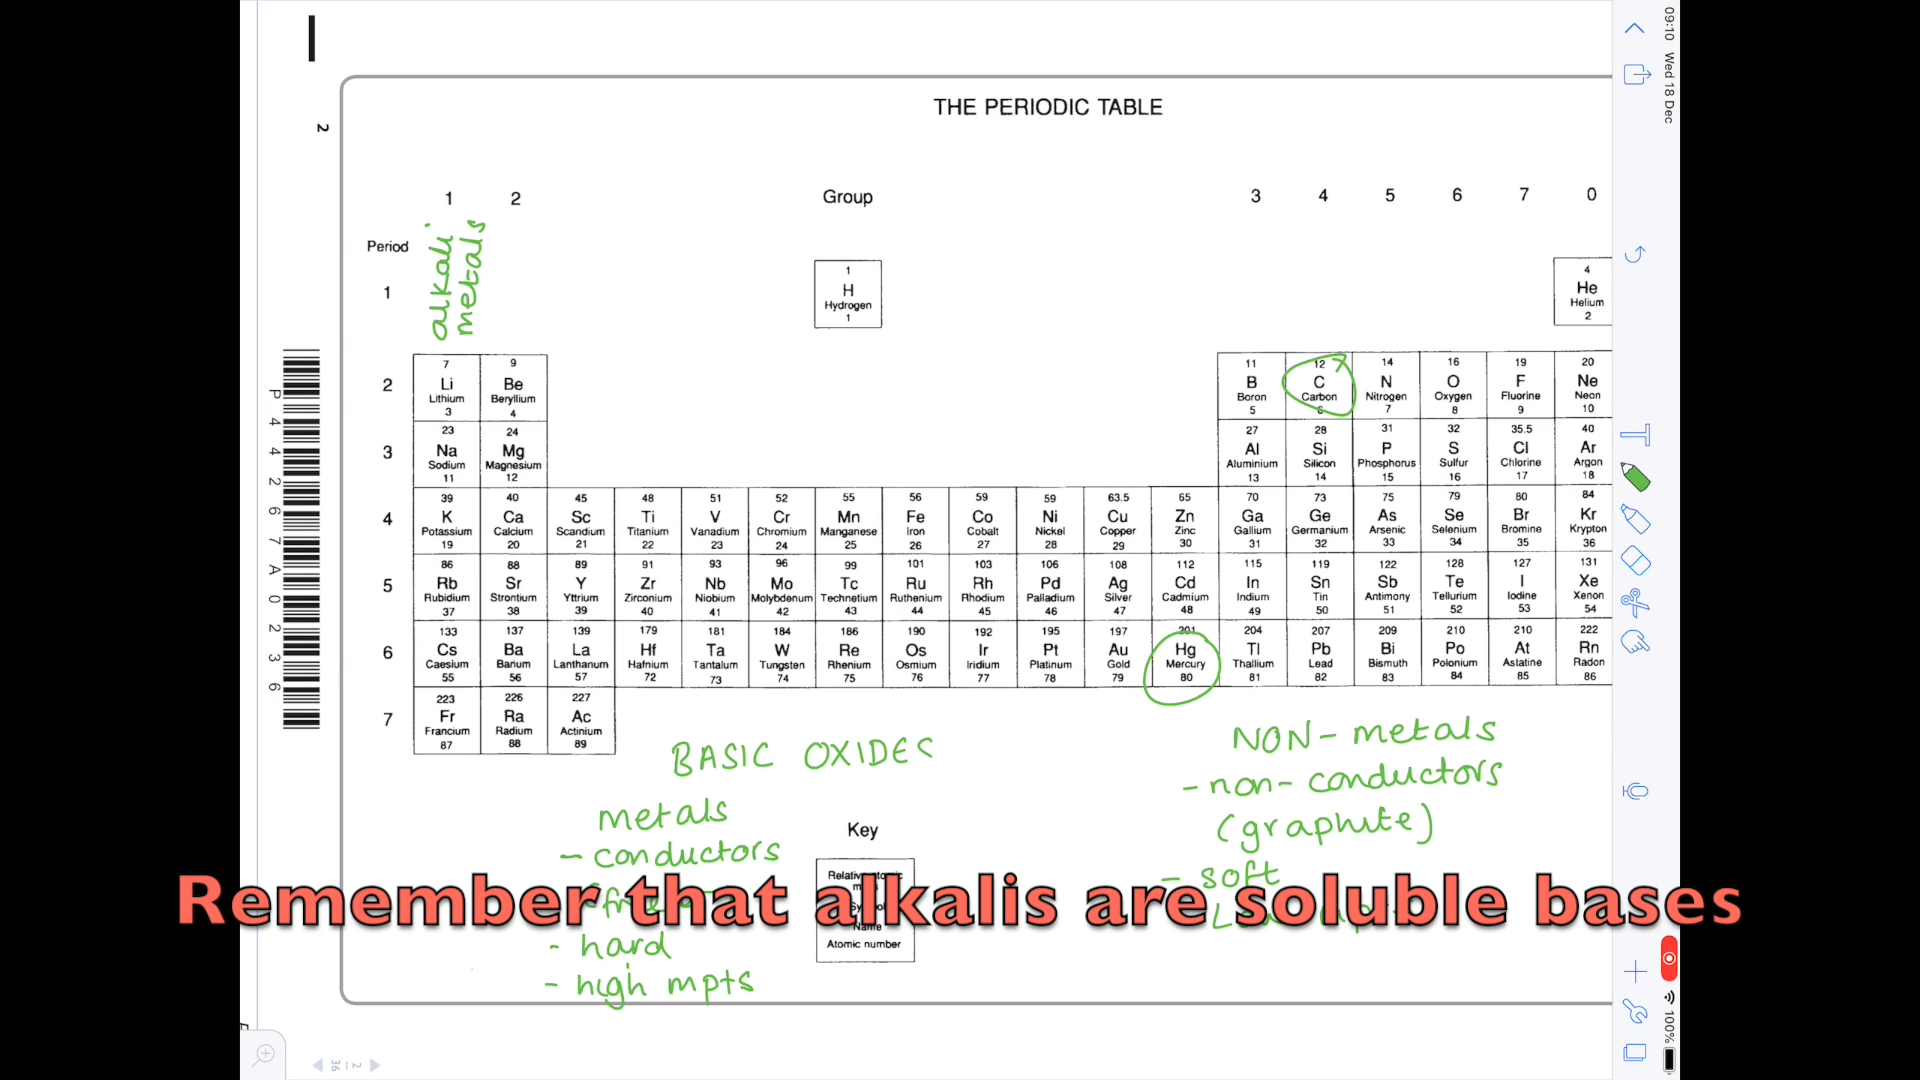 THE PERIODIC TABLE
2
1 2 Group 3 4 5 6 7 0
alkali
metals
Period
1
1 H Hydrogen 1
4 He Helium 2
2
7 Li Lithium 3
9 Be Beryllium 4
11 B Boron 5
12 C Carbon 6
14 N Nitrogen 7
16 O Oxygen 8
19 F Fluorine 9
20 Ne Neon 10
3
23 Na Sodium 11
24 Mg Magnesium 12
27 Al Aluminium 13
28 Si Silicon 14
31 P Phosphorus 15
32 S Sulfur 16
35.5 Cl Chlorine 17
40 Ar Argon 18
4
39 K Potassium 19
40 Ca Calcium 20
45 Sc Scandium 21
48 Ti Titanium 22
51 V Vanadium 23
52 Cr Chromium 24
55 Mn Manganese 25
56 Fe Iron 26
59 Co Cobalt 27
59 Ni Nickel 28
63.5 Cu Copper 29
65 Zn Zinc 30
70 Ga Gallium 31
73 Ge Germanium 32
75 As Arsenic 33
79 Se Selenium 34
80 Br Bromine 35
84 Kr Krypton 36
5
86 Rb Rubidium 37
88 Sr Strontium 38
89 Y Yttrium 39
91 Zr Zirconium 40
93 Nb Niobium 41
96 Mo Molybdenum 42
99 Tc Technetium 43
101 Ru Ruthenium 44
103 Rh Rhodium 45
106 Pd Palladium 46
108 Ag Silver 47
112 Cd Cadmium 48
115 In Indium 49
119 Sn Tin 50
122 Sb Antimony 51
128 Te Tellurium 52
127 I Iodine 53
131 Xe Xenon 54
6
133 Cs Caesium 55
137 Ba Barium 56
139 La Lanthanum 57
179 Hf Hafnium 72
181 Ta Tantalum 73
184 W Tungsten 74
186 Re Rhenium 75
190 Os Osmium 76
192 Ir Iridium 77
195 Pt Platinum 78
197 Au Gold 79
201 Hg Mercury 80
204 Tl Thallium 81
207 Pb Lead 82
209 Bi Bismuth 83
210 Po Polonium 84
210 At Astatine 85
222 Rn Radon 86
7
223 Fr Francium 87
226 Ra Radium 88
227 Ac Actinium 89
BASIC OXIDES
metals
- conductors
- hard
- high mpts
Key
Name
Atomic number
NON-metals
- non-conductors
(graphite)
- soft
Remember that alkalis are soluble bases
P44267A0236
09:10 Wed 18 Dec
100%
2 | 36